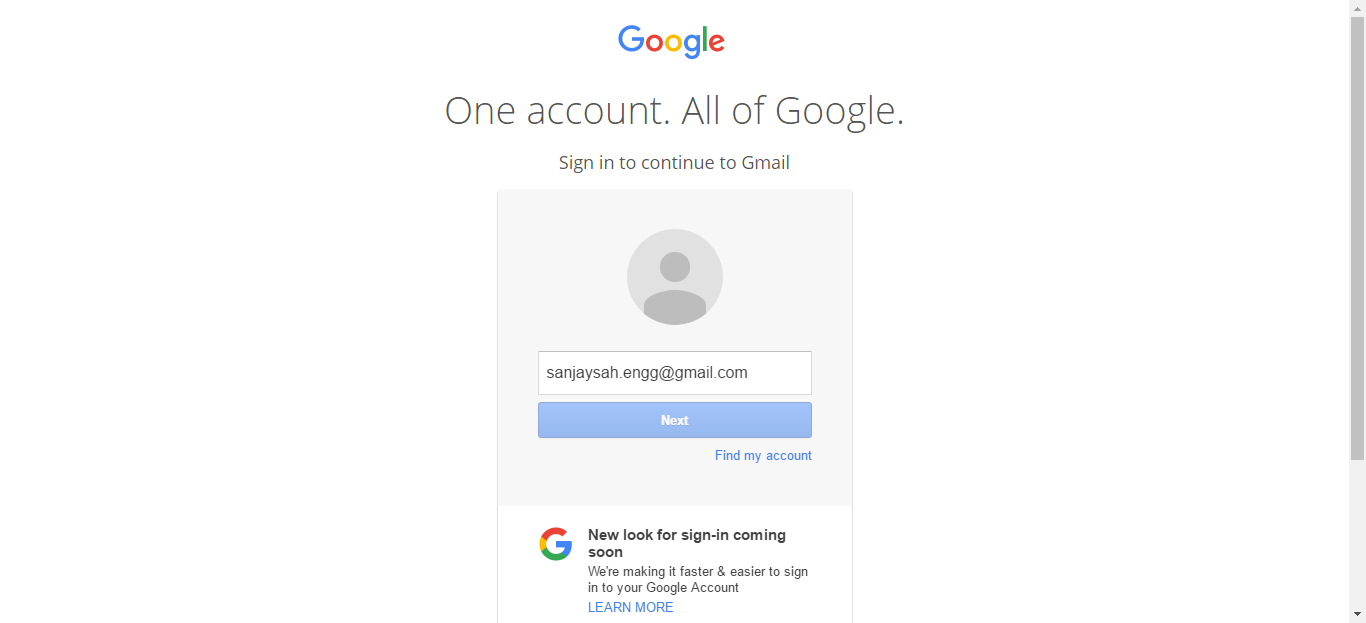 Google
One account. All of Google.
Sign in to continue to Gmail
sanjaysah.engg@gmail.com
Next
Find my account
New look for sign-in coming
soon
We're making it faster & easier to sign
in to your Google Account
LEARN MORE